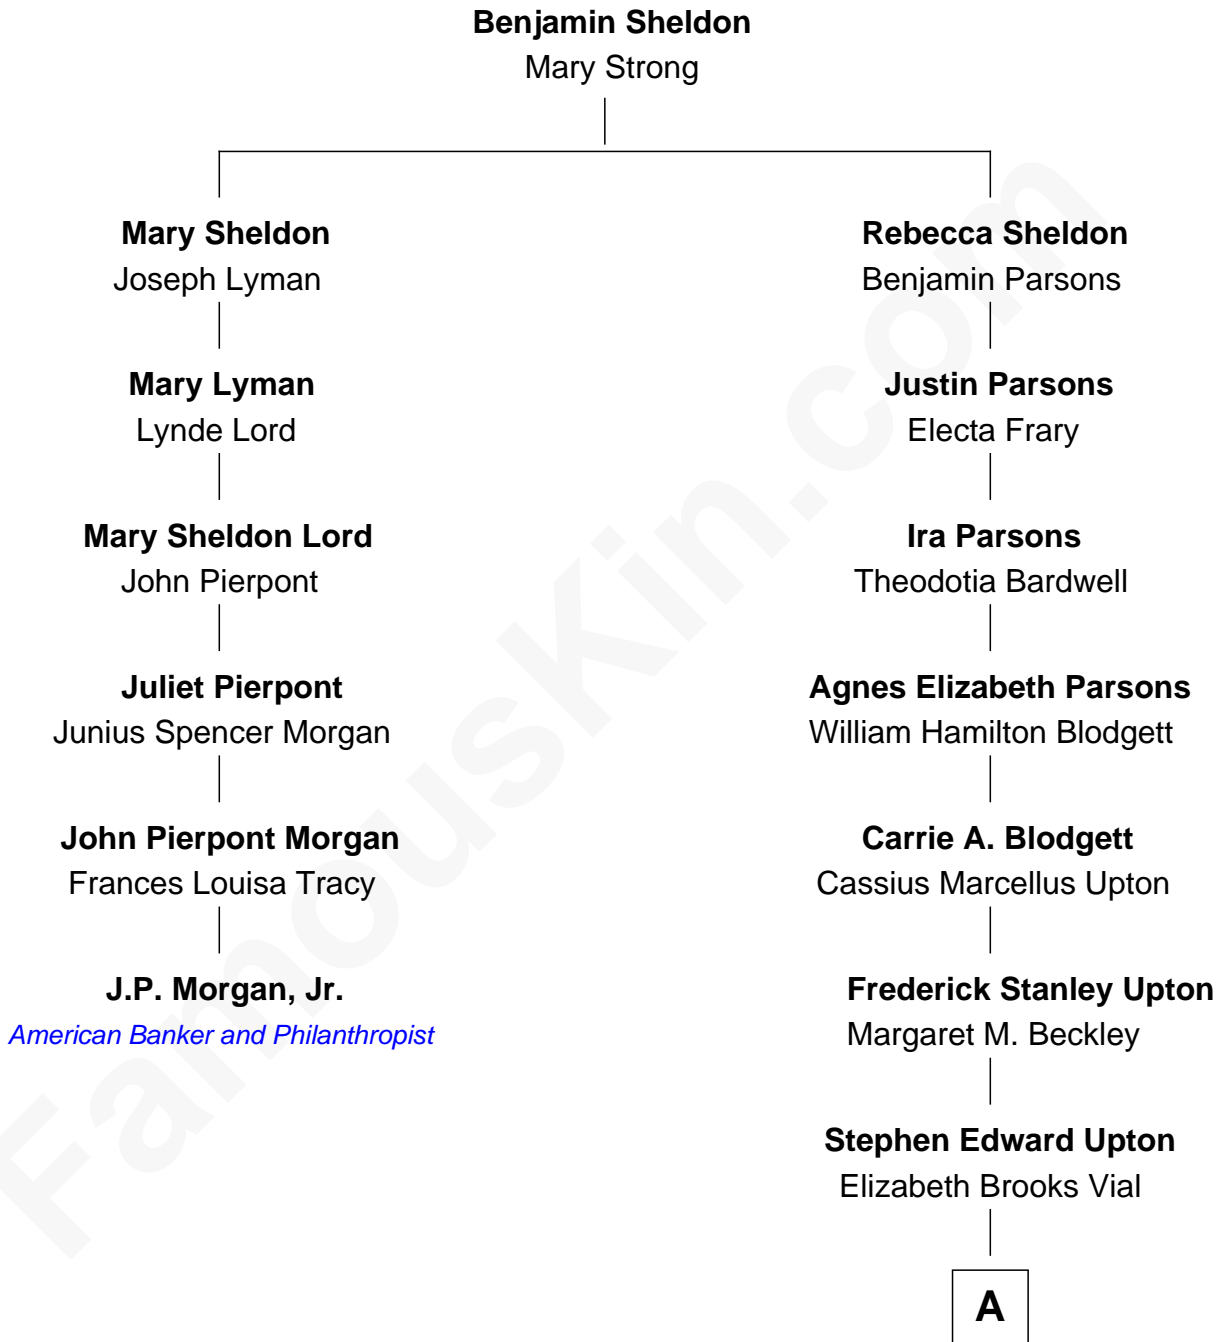 Benjamin Sheldon
Mary Strong
Mary Sheldon
Joseph Lyman
Rebecca Sheldon
Benjamin Parsons
Mary Lyman
Lynde Lord
Justin Parsons
Electa Frary
Mary Sheldon Lord
John Pierpont
Ira Parsons
Theodotia Bardwell
Juliet Pierpont
Junius Spencer Morgan
Agnes Elizabeth Parsons
William Hamilton Blodgett
John Pierpont Morgan
Frances Louisa Tracy
Carrie A. Blodgett
Cassius Marcellus Upton
J.P. Morgan, Jr.
American Banker and Philanthropist
Frederick Stanley Upton
Margaret M. Beckley
Stephen Edward Upton
Elizabeth Brooks Vial
A
FamousKin.com